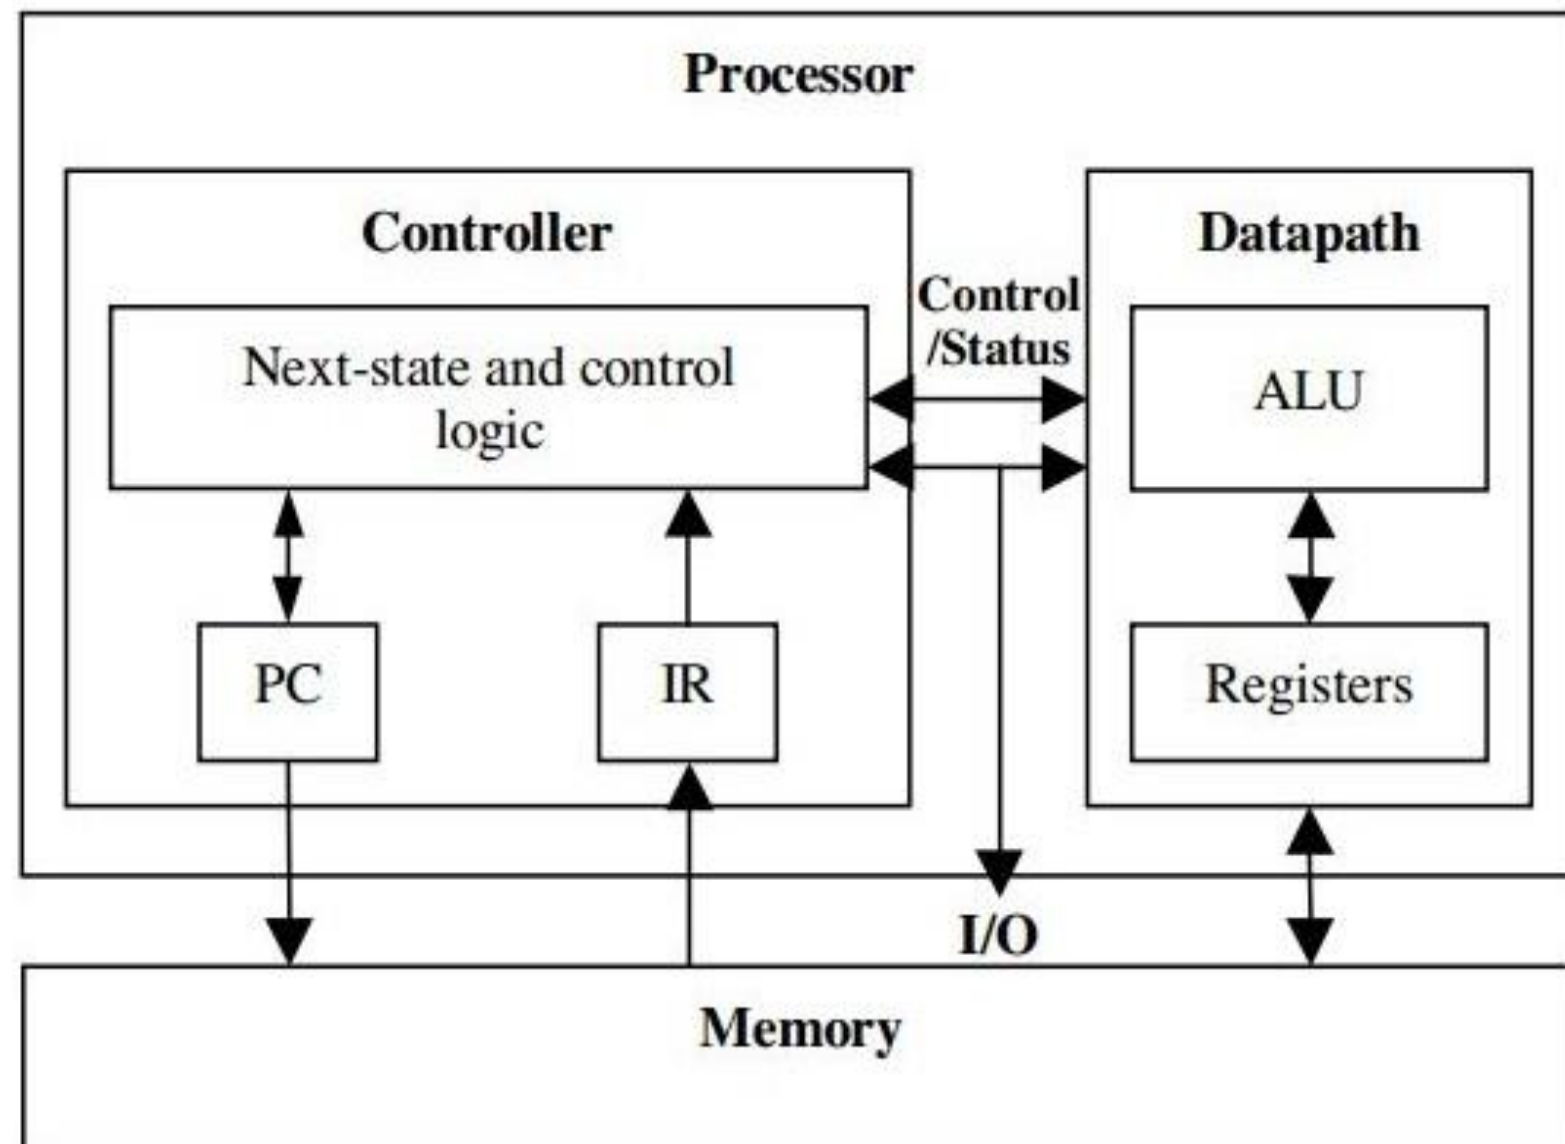 Processor
Controller
Datapath
Control
/Status
Next-state and control
logic
ALU
PC
IR
Registers
I/O
Memory